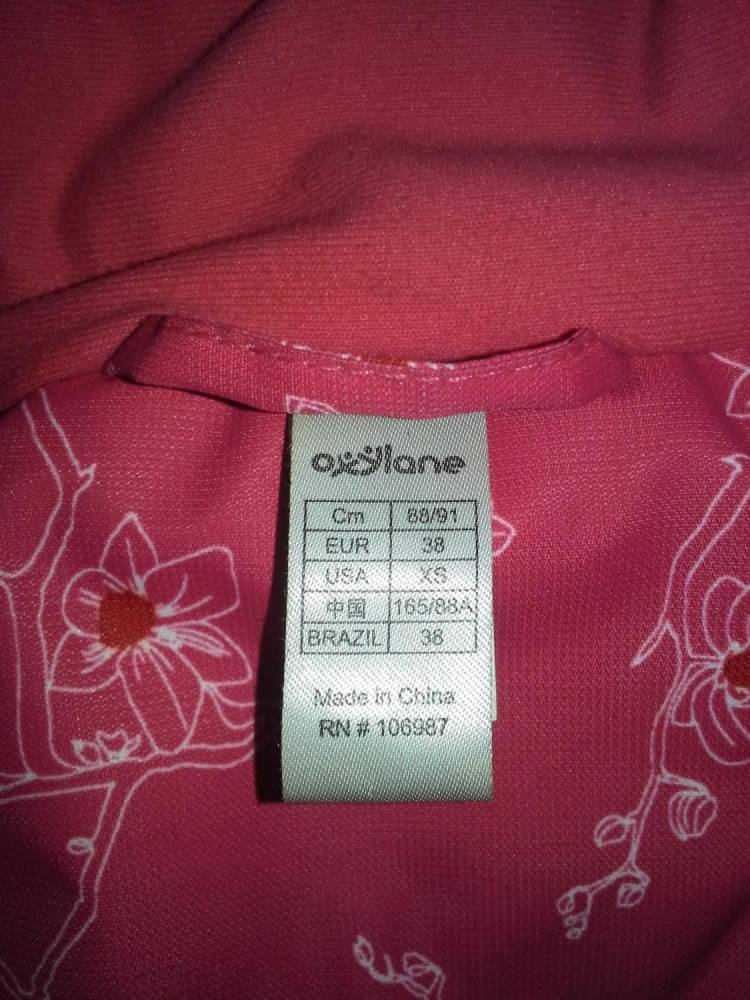 oxylane
Cm 88/91
EUR 38
USA XS
中国 165/88A
BRAZIL 38
Made in China
RN # 106987